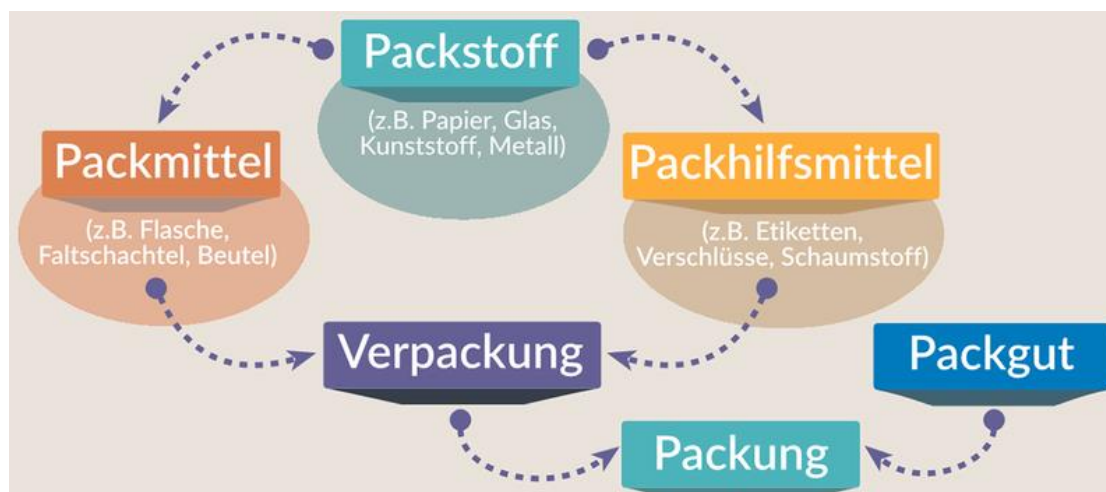 Packstoff
(z.B. Papier, Glas,
Kunststoff, Metall)
Packmittel
(z.B. Flasche,
Faltschachtel, Beutel)
Packhilfsmittel
(z.B. Etiketten,
Verschlüsse, Schaumstoff)
Verpackung
Packgut
Packung